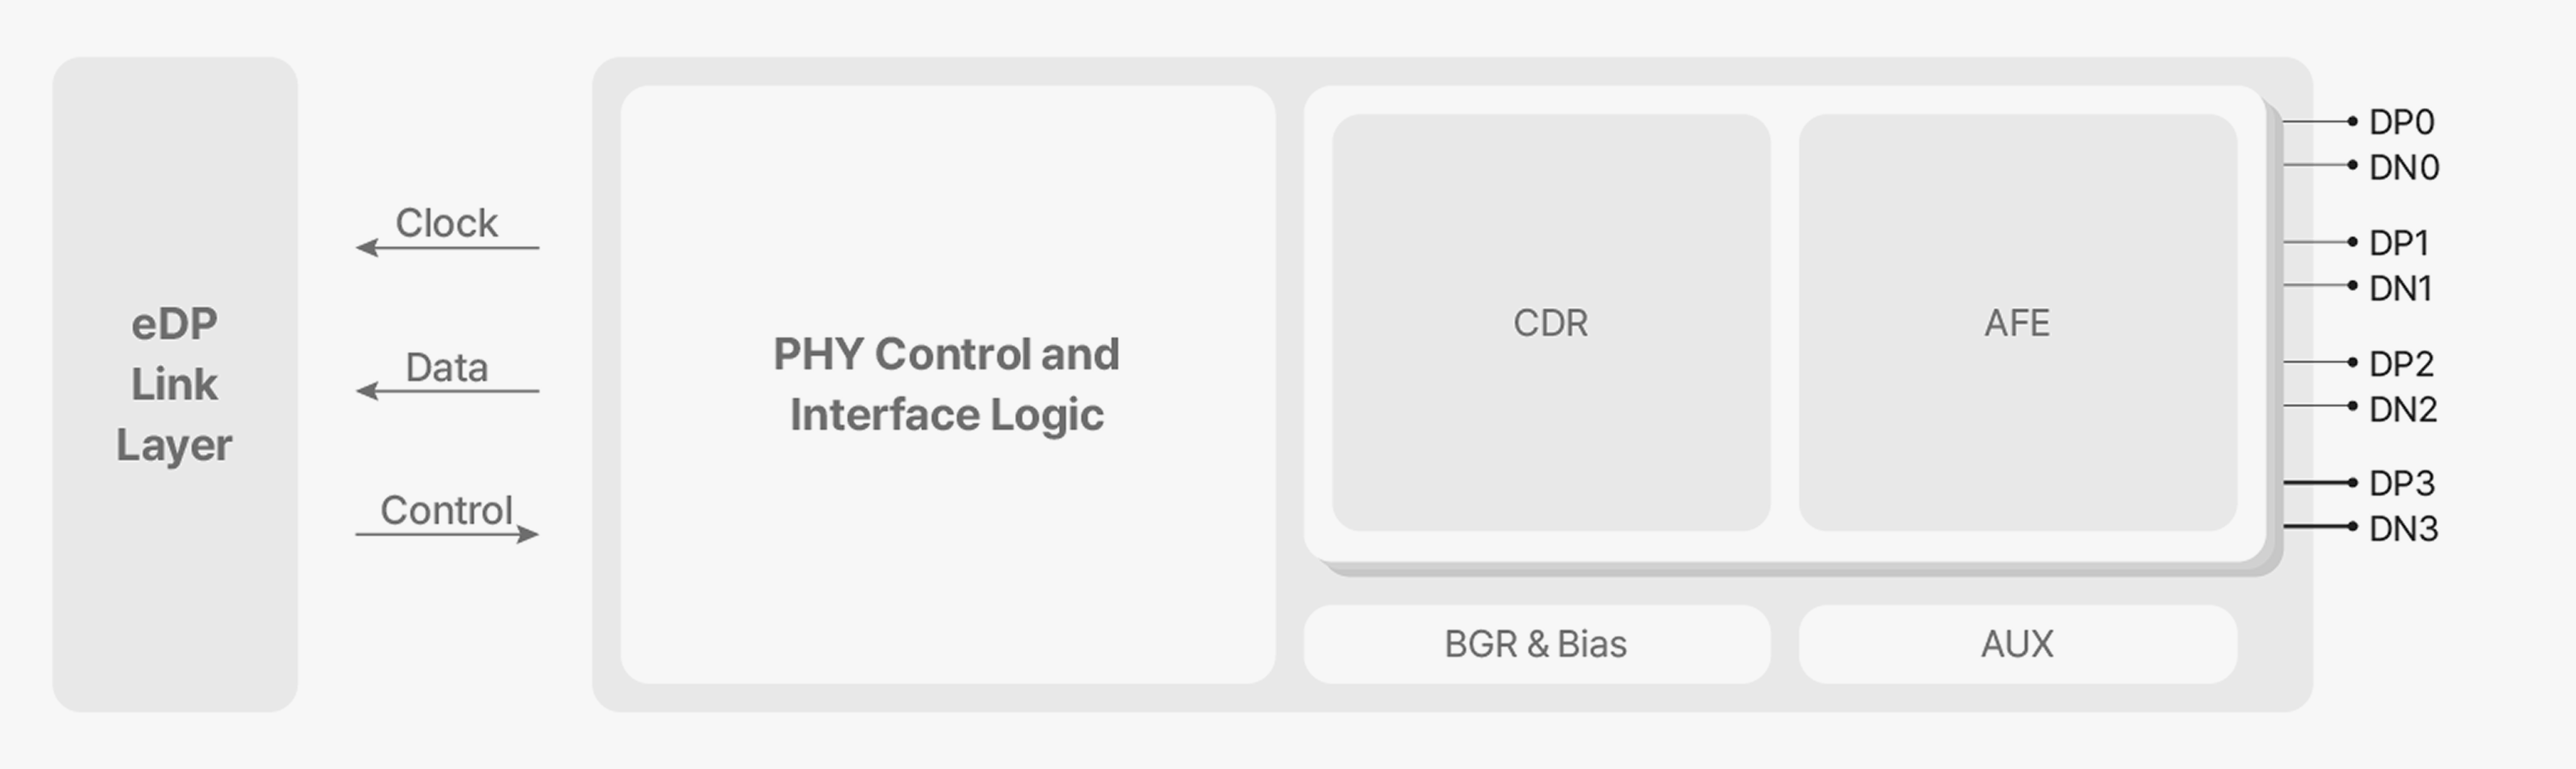 eDP
Link
Layer
Clock
Data
Control
PHY Control and
Interface Logic
CDR
AFE
BGR & Bias
AUX
DP0
DN0
DP1
DN1
DP2
DN2
DP3
DN3